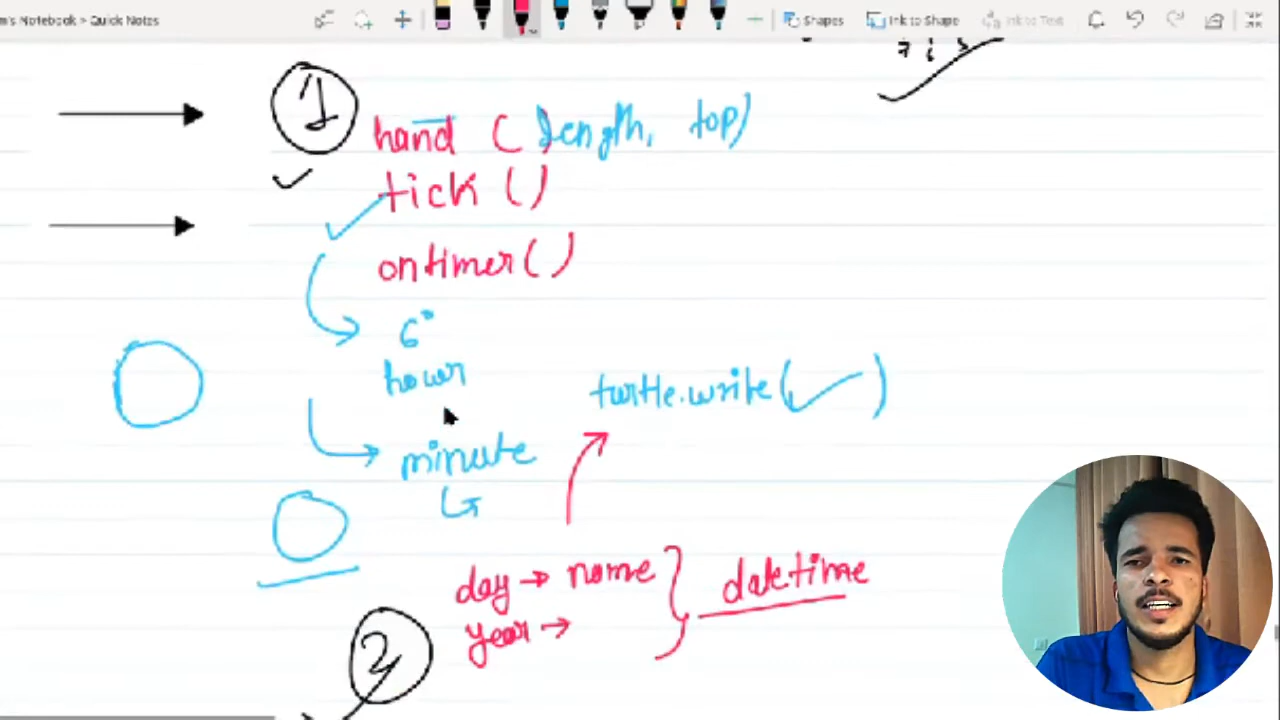 m's Notebook > Quick Notes
Shapes
Ink to Shape
Ink to Text
1
hand (length, top)
tick ()
ontimer()
6°
hour
turtle.write( )
minute
day → name
datetime
year →
2